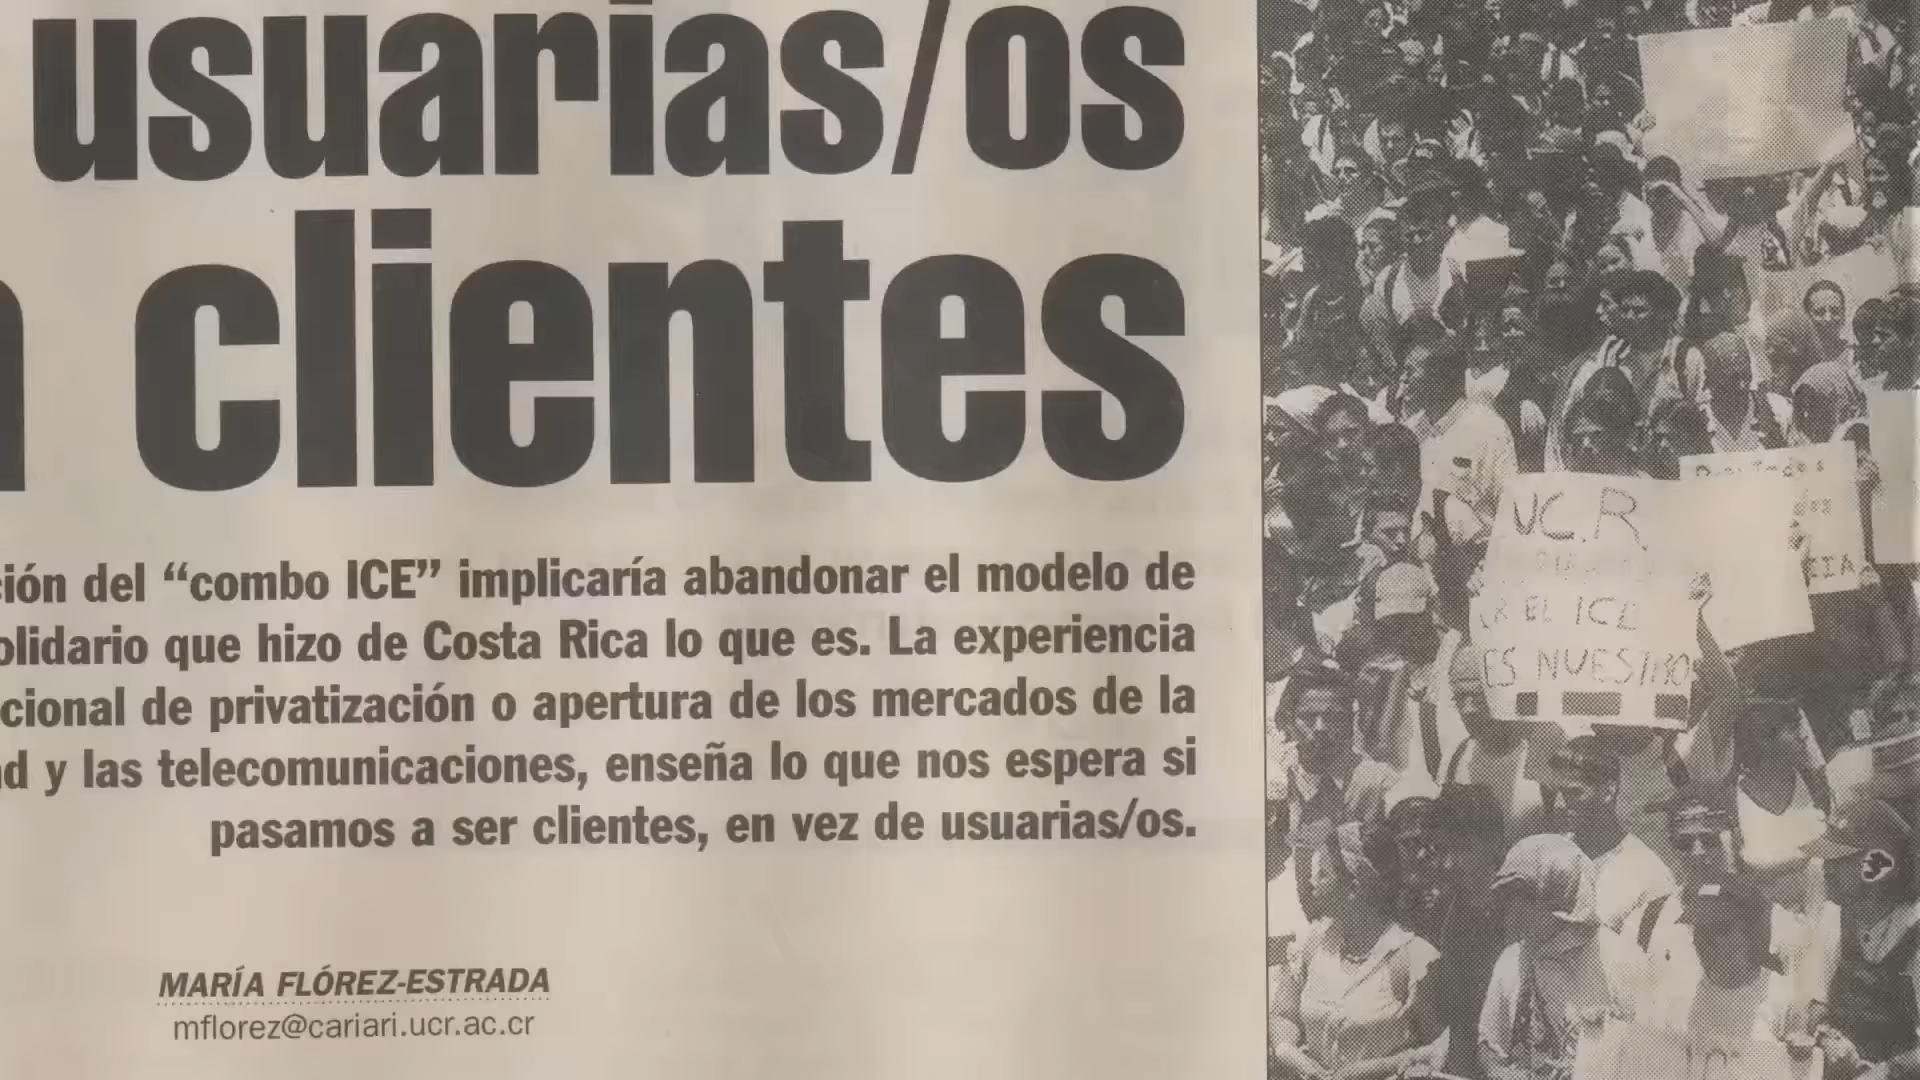 usuarias/os
clientes
ción del “combo ICE” implicaría abandonar el modelo de
olidario que hizo de Costa Rica lo que es. La experiencia
cional de privatización o apertura de los mercados de la
d y las telecomunicaciones, enseña lo que nos espera si
pasamos a ser clientes, en vez de usuarias/os.
MARÍA FLÓREZ-ESTRADA
mflorez@cariari.ucr.ac.cr
UC.R.
EL ICE
ES NUESTRO